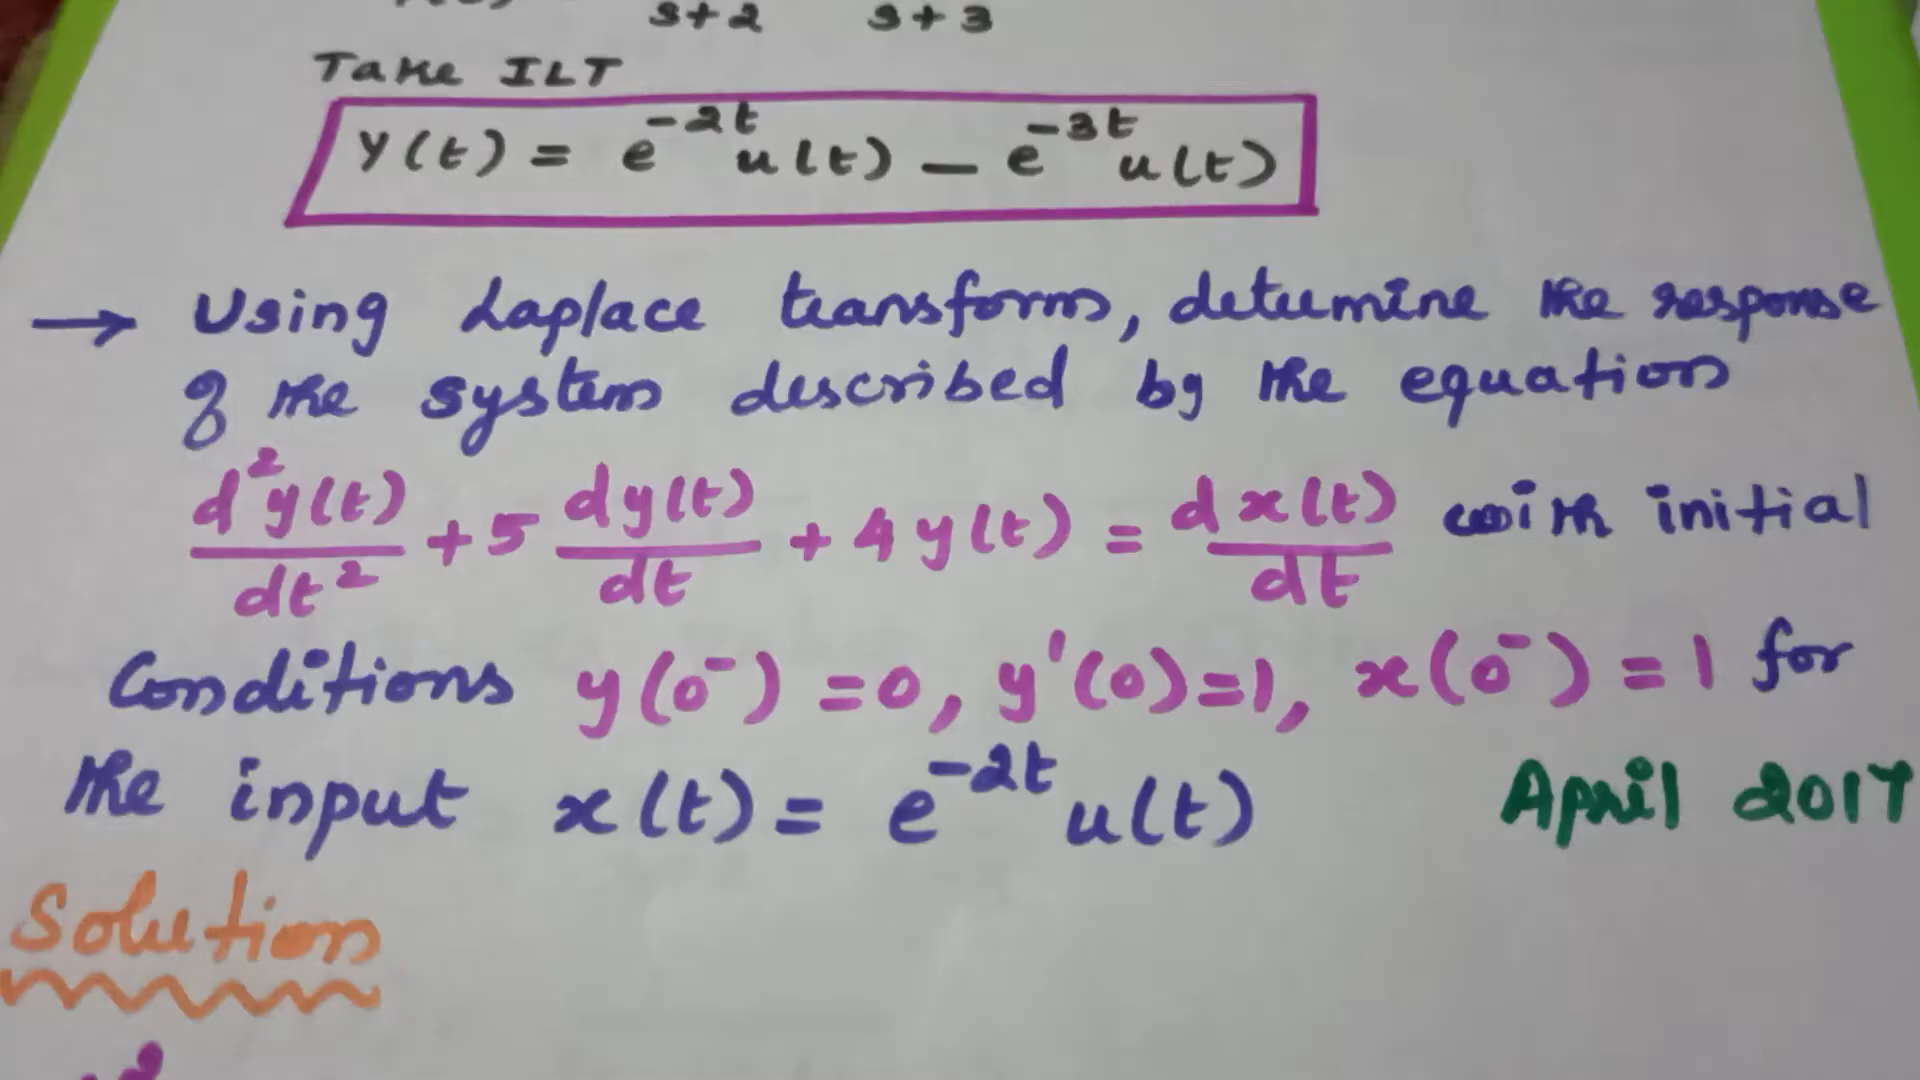 s+2 s+3
Take ILT
y(t) = e^{-2t} u(t) - e^{-3t} u(t)
→ Using Laplace transform, determine the response
of the system described by the equation
d²y(t)/dt² + 5 dy(t)/dt + 4y(t) = dx(t)/dt with initial
Conditions y(0⁻) = 0, y'(0) = 1, x(0⁻) = 1 for
the input x(t) = e^{-2t} u(t) April 2017
Solution